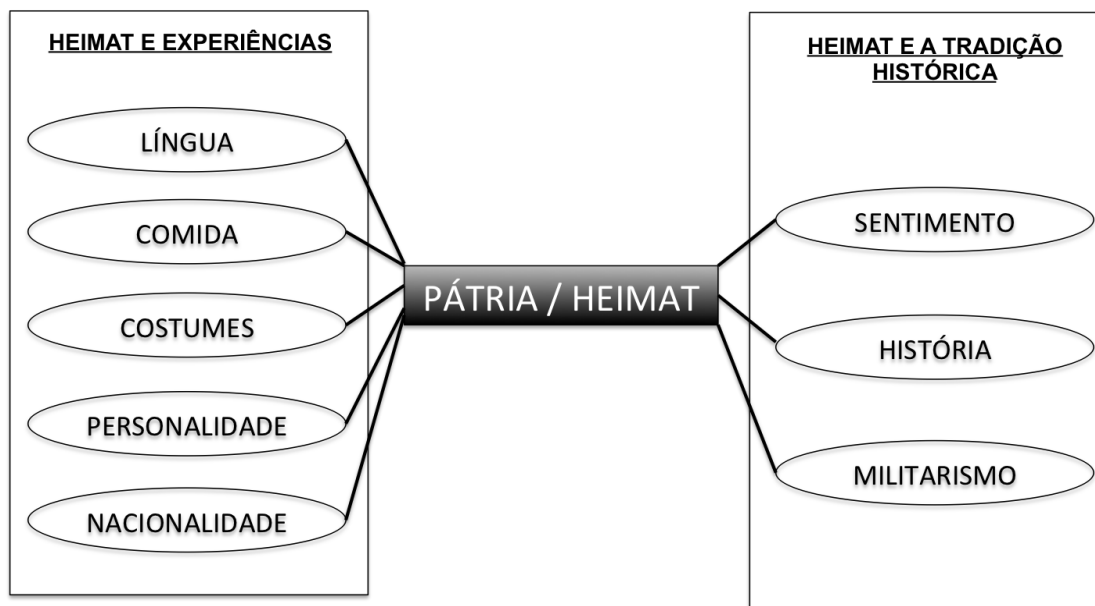 HEIMAT E EXPERIÊNCIAS
LÍNGUA
COMIDA
COSTUMES
PERSONALIDADE
NACIONALIDADE
PÁTRIA / HEIMAT
HEIMAT E A TRADIÇÃO
HISTÓRICA
SENTIMENTO
HISTÓRIA
MILITARISMO